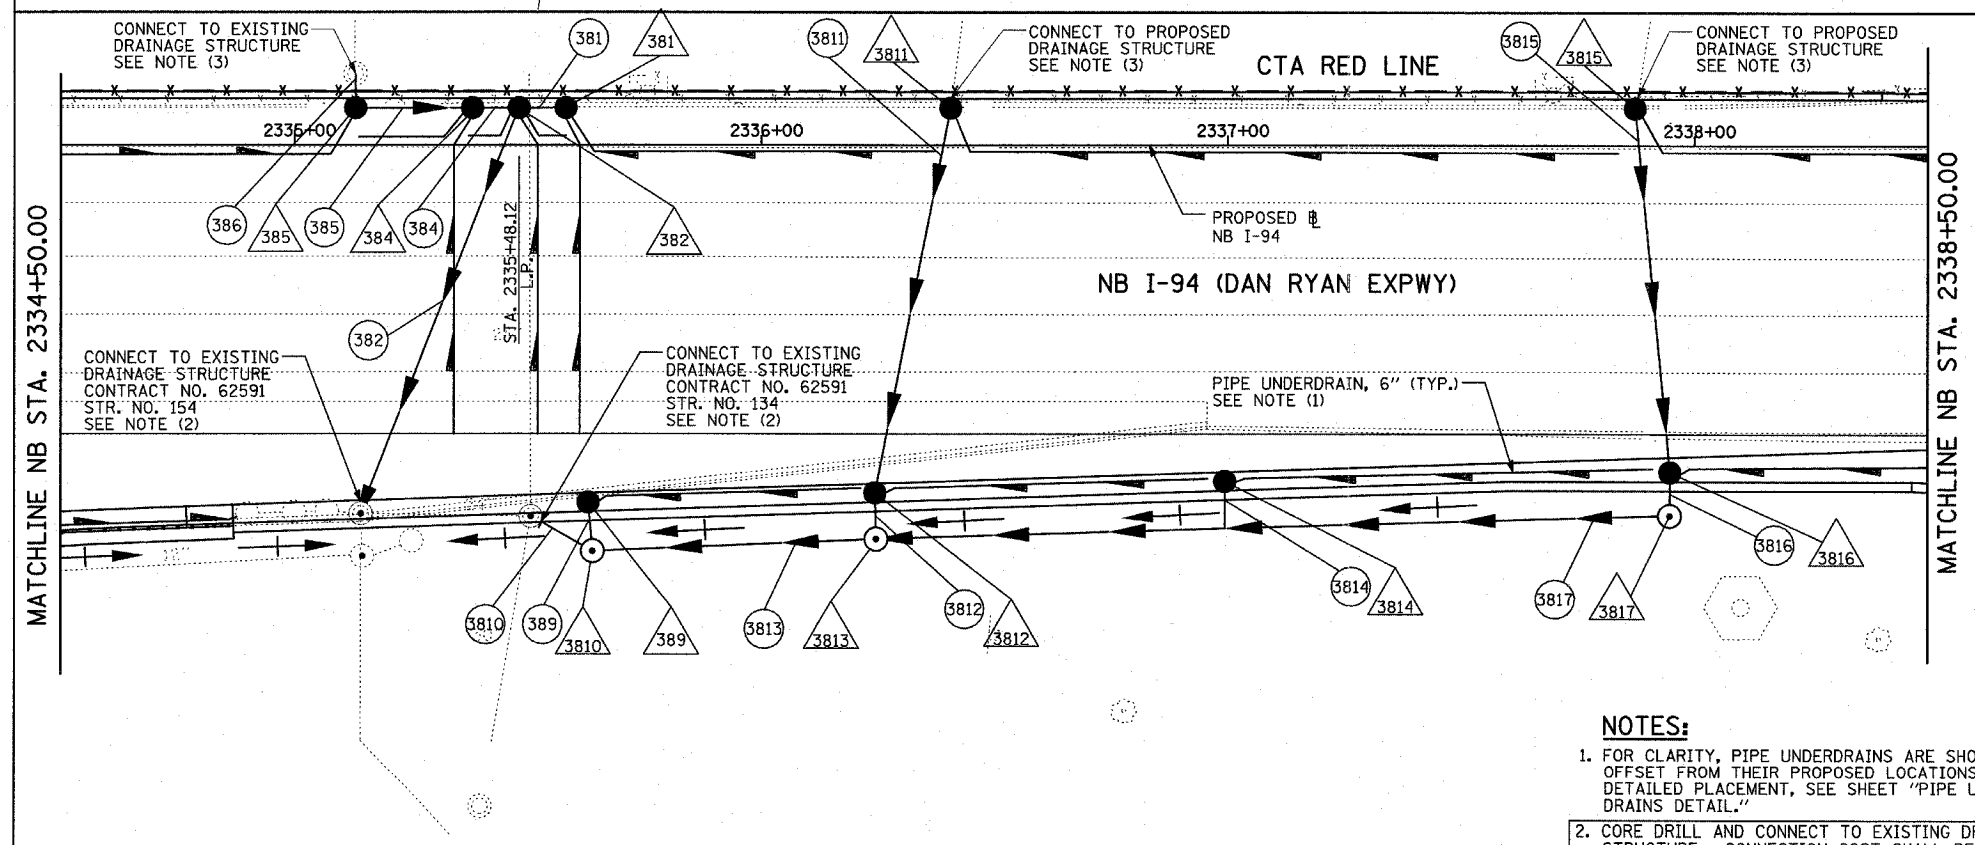 CONNECT TO EXISTING
DRAINAGE STRUCTURE
SEE NOTE (3)
381
381
3811
3811
CONNECT TO PROPOSED
DRAINAGE STRUCTURE
SEE NOTE (3)
CTA RED LINE
3815
3815
CONNECT TO PROPOSED
DRAINAGE STRUCTURE
SEE NOTE (3)
2335+00
2336+00
2337+00
2338+00
386
385
385
384
384
382
STA. 2335+48.12
L.P.
PROPOSED
NB I-94
NB I-94 (DAN RYAN EXPWY)
MATCHLINE NB STA. 2334+50.00
MATCHLINE NB STA. 2338+50.00
382
CONNECT TO EXISTING
DRAINAGE STRUCTURE
CONTRACT NO. 62591
STR. NO. 154
SEE NOTE (2)
CONNECT TO EXISTING
DRAINAGE STRUCTURE
CONTRACT NO. 62591
STR. NO. 134
SEE NOTE (2)
PIPE UNDERDRAIN, 6" (TYP.)
SEE NOTE (1)
3810
389
3810
389
3813
3813
3812
3812
3814
3814
3817
3817
3816
3816
NOTES:
1. FOR CLARITY, PIPE UNDERDRAINS ARE SHO
OFFSET FROM THEIR PROPOSED LOCATIONS
DETAILED PLACEMENT, SEE SHEET "PIPE U
DRAINS DETAIL."
2. CORE DRILL AND CONNECT TO EXISTING DR